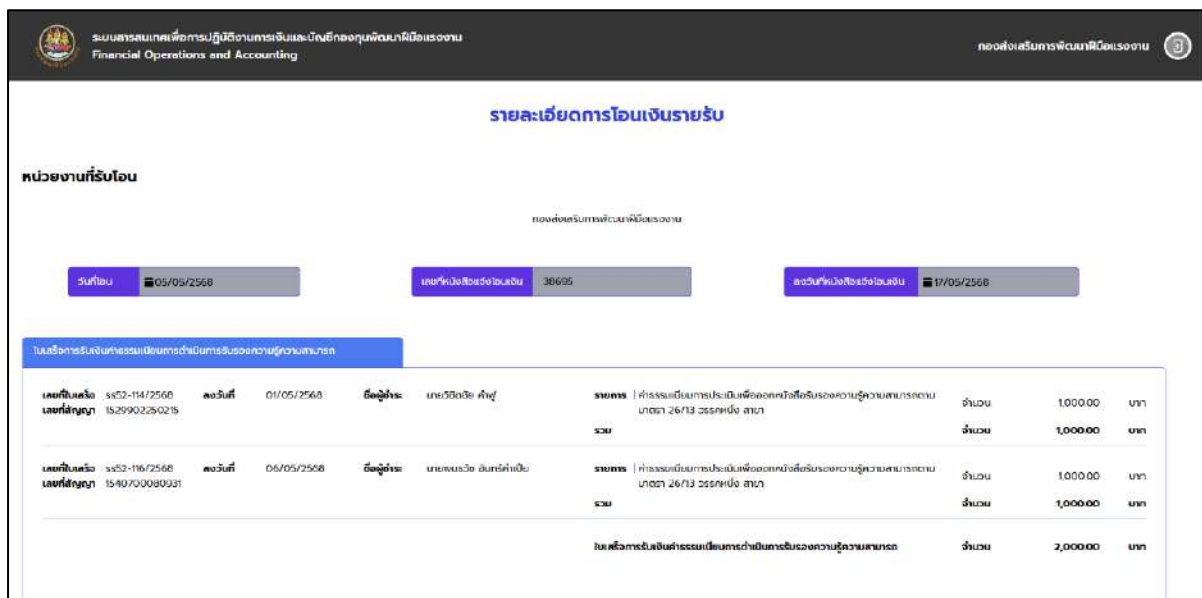 ระบบสารสนเทศเพื่อการปฏิบัติงานการเงินและบัญชีกองทุนพัฒนาฝีมือแรงงาน
Financial Operations and Accounting
กองส่งเสริมการพัฒนาฝีมือแรงงาน
รายละเอียดการโอนเงินรายรับ
หน่วยงานที่รับโอน
กองส่งเสริมการพัฒนาฝีมือแรงงาน
วันที่โอน 05/05/2568 เลขที่หนังสือแจ้งโอนเงิน 38695 ลงวันที่หนังสือแจ้งโอนเงิน 17/05/2568
ใบเสร็จการรับเงินค่าธรรมเนียมการดำเนินการรับรองความรู้ความสามารถ
เลขที่ใบเสร็จ รร52-114/2568 ลงวันที่ 01/05/2568 ชื่อผู้ชำระ รายการ ค่าธรรมเนียมการประเมินเพื่อออกหนังสือรับรองความรู้ความสามารถตาม จำนวน 1,000.00 บาท
เลขที่สัญญา 1529902250215 มาตรา 26/13 วรรคหนึ่ง สาขา
รวม จำนวน 1,000.00 บาท
เลขที่ใบเสร็จ รร52-116/2568 ลงวันที่ 06/05/2568 ชื่อผู้ชำระ รายการ ค่าธรรมเนียมการประเมินเพื่อออกหนังสือรับรองความรู้ความสามารถตาม จำนวน 1,000.00 บาท
เลขที่สัญญา 1540700080931 มาตรา 26/13 วรรคหนึ่ง สาขา
รวม จำนวน 1,000.00 บาท
ใบเสร็จการรับเงินค่าธรรมเนียมการดำเนินการรับรองความรู้ความสามารถ จำนวน 2,000.00 บาท